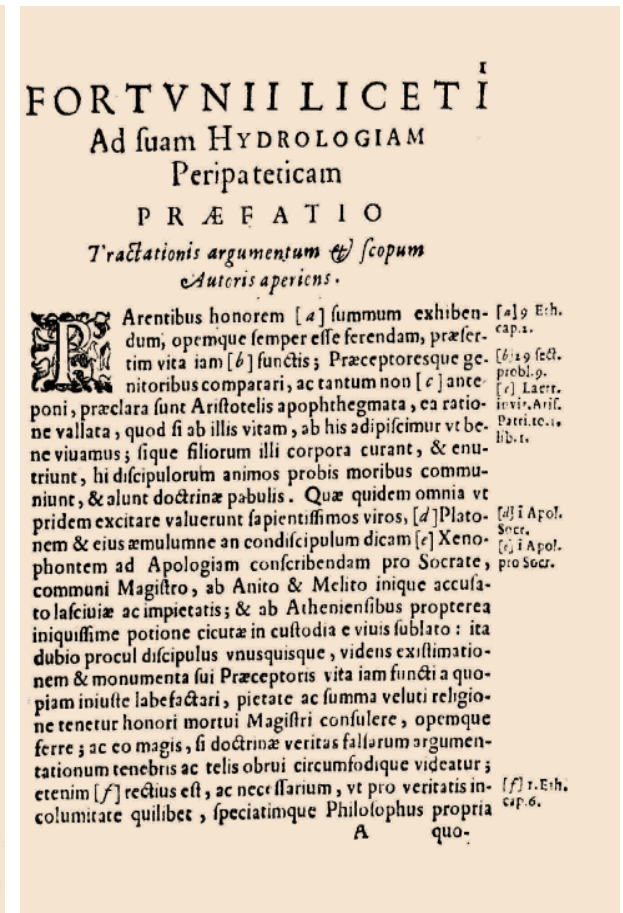 1
FORTVNII LICETI
Ad ſuam HYDROLOGIAM
Peripateticam
PRÆFATIO
Tractationis argumentum & ſcopum
Autoris aperiens.
PArentibus honorem [a] ſummum exhiben-
dum, opemque ſemper eſſe ferendam, præſer-
tim vita iam [b] functis; Præceptoresque ge-
nitoribus comparari, ac tantum non [c] ante
poni, præclara ſunt Ariſtotelis apophthegmata, ea ratio-
ne vallata, quod ſi ab illis vitam, ab his adipiſcimur vt be-
ne viuamus; ſique filiorum illi corpora curant, & enu-
triunt, hi diſcipulorum animos probis moribus commu-
niunt, & alunt doctrinæ pabulis. Quæ quidem omnia vt
pridem excitare valuerunt ſapientiſſimos viros, [d] Plato-
nem & eius æmulumne an condiſcipulum dicam [e] Xeno-
phontem ad Apologiam conſcribendam pro Socrate,
communi Magiſtro, ab Anito & Melito inique accuſa-
to laſciuiæ ac impietatis; & ab Athenienſibus propterea
iniquiſſime potione cicutæ in cuſtodia e viuis ſublato: ita
dubio procul diſcipulus vnusquisque, videns exiſtimatio-
nem & monumenta ſui Præceptoris vita iam functi a quo-
piam iniuſte labefactari, pietate ac ſumma veluti religio-
ne tenetur honori mortui Magiſtri conſulere, opemque
ferre; ac eo magis, ſi doctrinæ veritas falſarum argumen-
tationum tenebris ac telis obrui circumfodique videatur;
etenim [f] rectius eſt, ac neceſſarium, vt pro veritatis in-
columitate quilibet, ſpeciatimque Philoſophus propria
A quo-
[a] 9 Eth.
cap. 2.
[b] 29 ſect.
probl. 9.
[c] Laert.
in vit. Ariſ.
Patri. to. 1.
lib. 1.
[d] ī Apol.
Socr.
[e] ī Apol.
pro Socr.
[f] 1. Eth.
cap. 6.